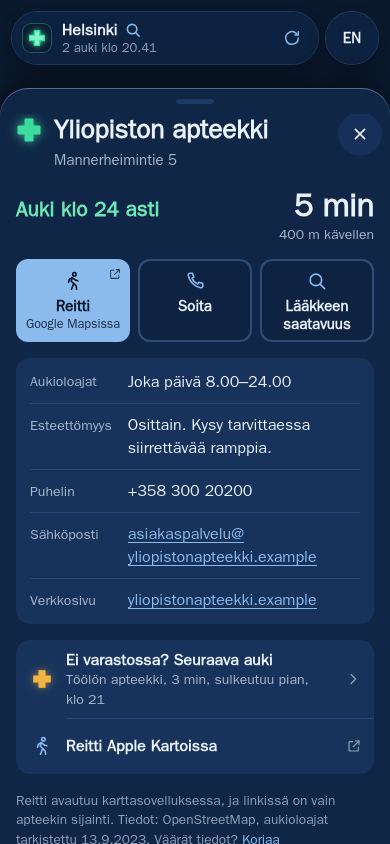 Helsinki
2 auki klo 20.41
EN
Yliopiston apteekki
Mannerheimintie 5
Auki klo 24 asti
5 min
400 m kävellen
Reitti
Google Mapsissa
Soita
Lääkkeen
saatavuus
Aukioloajat
Joka päivä 8.00–24.00
Esteettömyys
Osittain. Kysy tarvittaessa
siirrettävää ramppia.
Puhelin
+358 300 20200
Sähköposti
asiakaspalvelu@
yliopistonapteekki.example
Verkkosivu
yliopistonapteekki.example
Ei varastossa? Seuraava auki
Töölön apteekki, 3 min, sulkeutuu pian,
klo 21
Reitti Apple Kartoissa
Reitti avautuu karttasovelluksessa, ja linkissä on vain
apteekin sijainti. Tiedot: OpenStreetMap, aukioloajat
tarkistettu 13.9.2023. Väärät tiedot? Korjaa